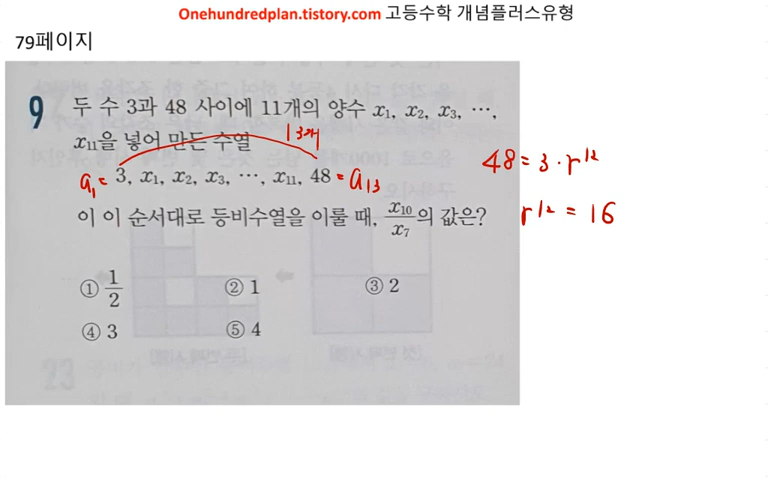 Onehundredplan.tistory.com 고등수학 개념플러스유형
79페이지
9 두 수 3과 48 사이에 11개의 양수 x₁, x₂, x₃, ⋯,
x₁₁을 넣어 만든 수열
13개
a₁= 3, x₁, x₂, x₃, ⋯, x₁₁, 48 = a₁₃
48 = 3 · r¹²
이 이 순서대로 등비수열을 이룰 때, x₁₀/x₇의 값은?
r¹² = 16
① 1/2 ② 1 ③ 2
④ 3 ⑤ 4